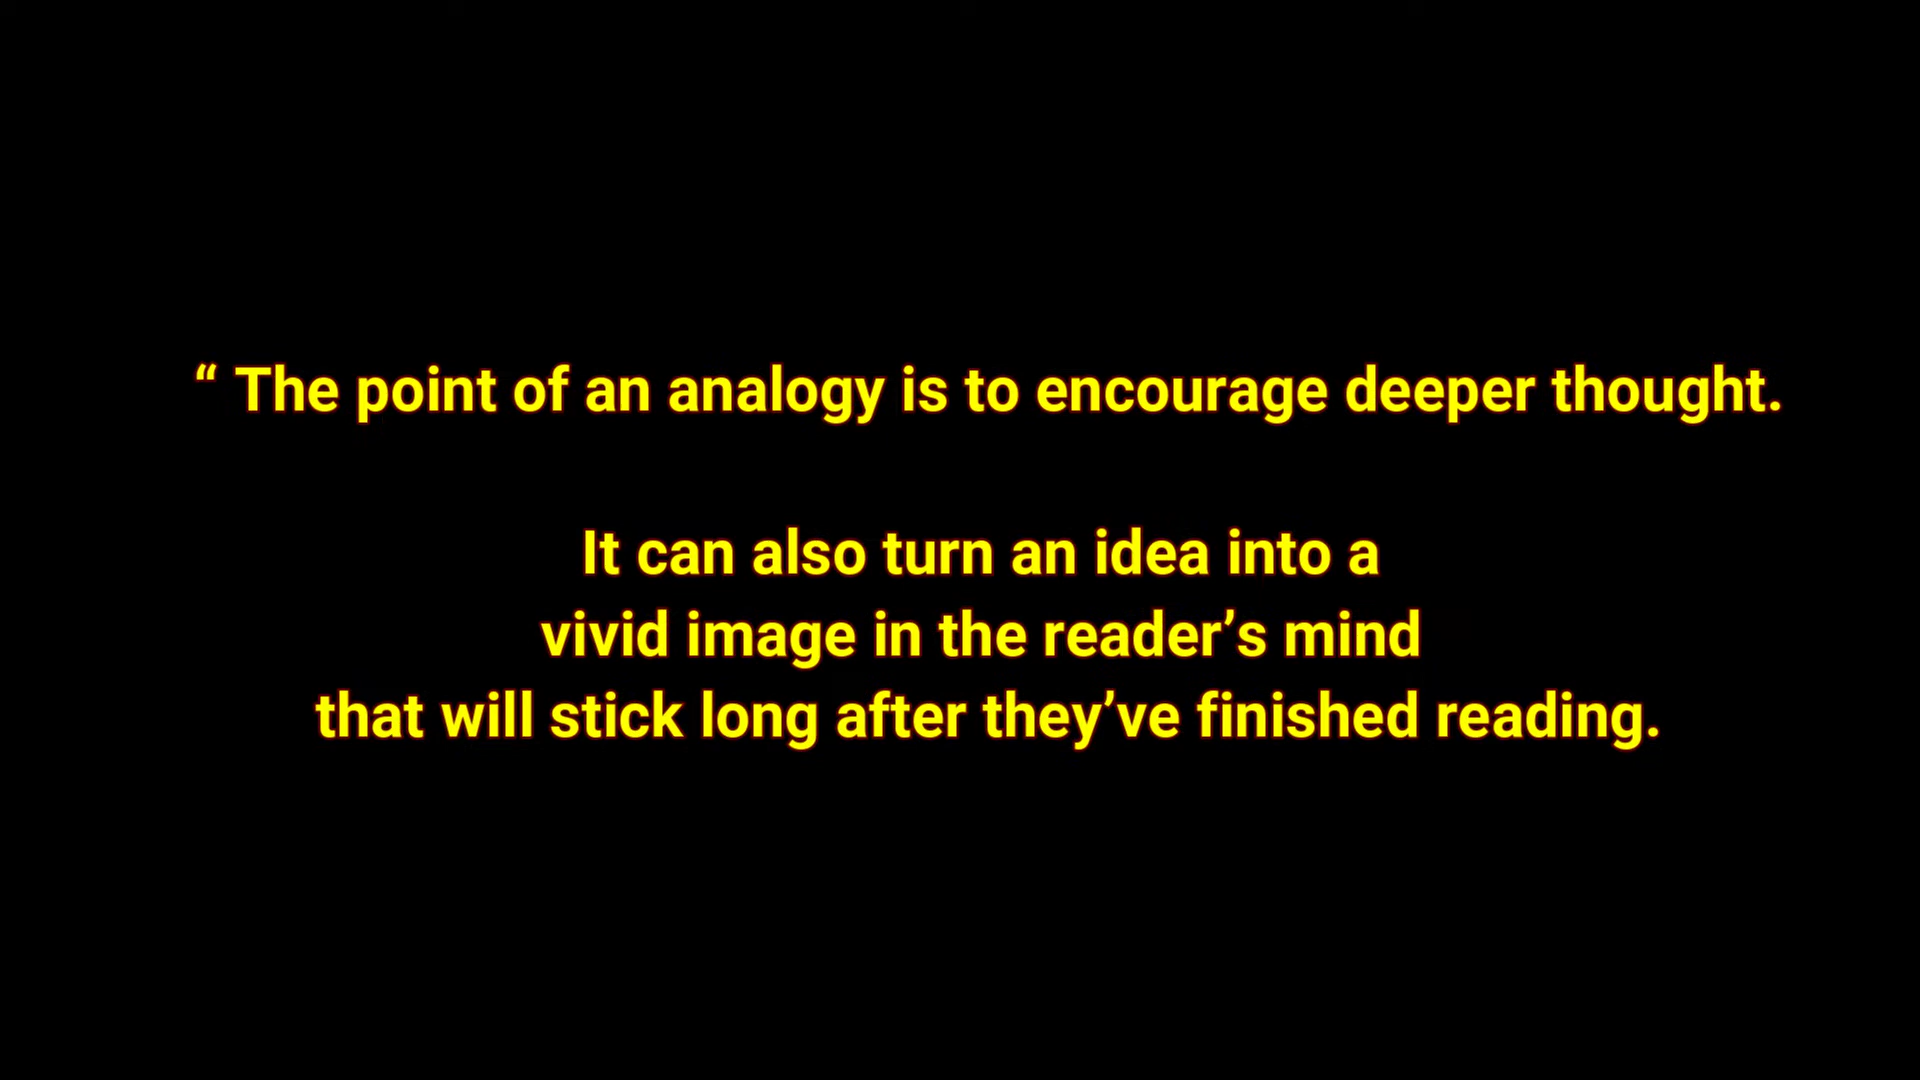 “ The point of an analogy is to encourage deeper thought.
It can also turn an idea into a
vivid image in the reader’s mind
that will stick long after they’ve finished reading.